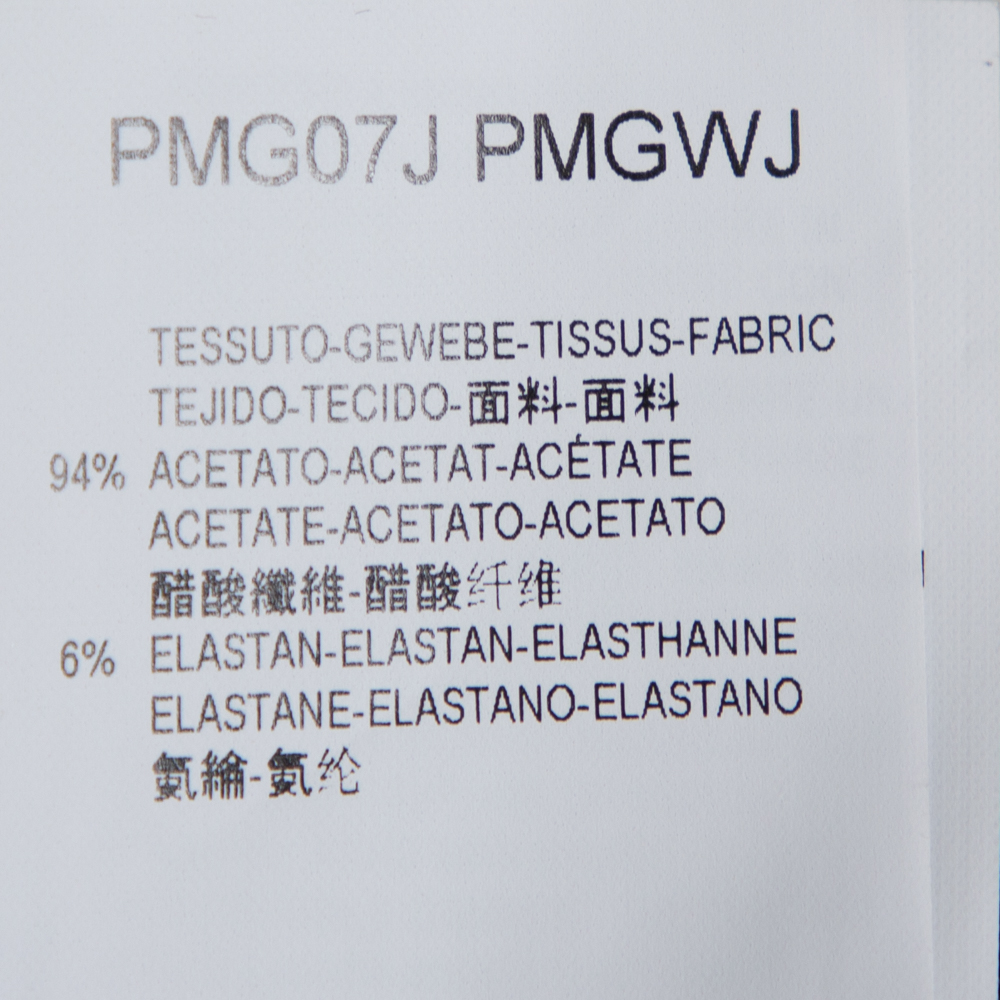 PMG07J PMGWJ
TESSUTO-GEWEBE-TISSUS-FABRIC
TEJIDO-TECIDO-面料-面料
94% ACETATO-ACETAT-ACÉTATE
ACETATE-ACETATO-ACETATO
醋酸纖維-醋酸纤维
6% ELASTAN-ELASTAN-ELASTHANNE
ELASTANE-ELASTANO-ELASTANO
氨綸-氨纶